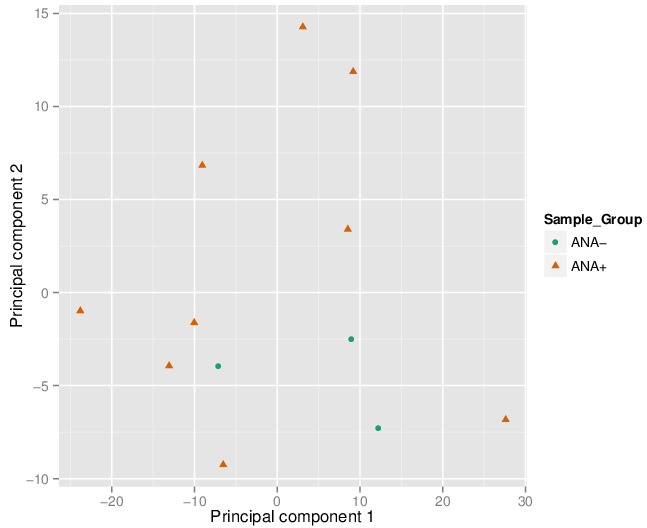 15
10
5
0
−5
−10
Principal component 2
−20 −10 0 10 20 30
Principal component 1
Sample_Group
ANA−
ANA+